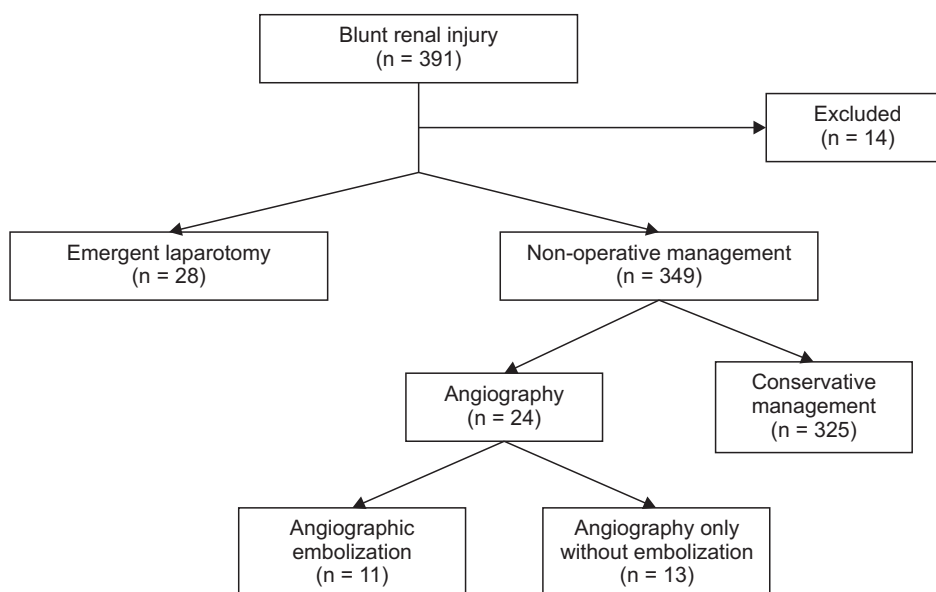 Blunt renal injury
(n = 391)
Excluded
(n = 14)
Emergent laparotomy
(n = 28)
Non-operative management
(n = 349)
Angiography
(n = 24)
Conservative
management
(n = 325)
Angiographic
embolization
(n = 11)
Angiography only
without embolization
(n = 13)